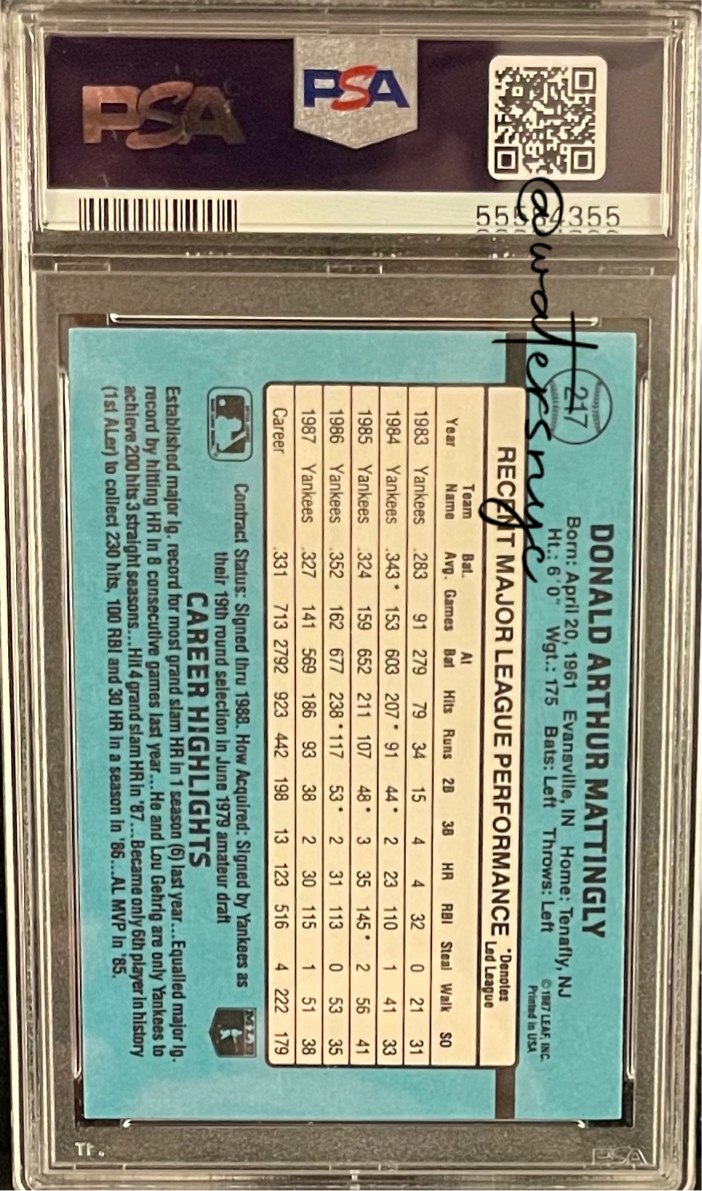 PSA
PSA
55584355
@watersnyc
217
DONALD ARTHUR MATTINGLY
Born: April 20, 1961 Evansville, IN Home: Tenafly, NJ
Ht.: 6'0" Wgt.: 175 Bats: Left Throws: Left
©1987 LEAF, INC.
Printed in USA
RECENT MAJOR LEAGUE PERFORMANCE *Denotes Led League
Year Team Name Bat. Avg. Games At Bat Hits Runs 2B 3B HR RBI Steal Walk SO
1983 Yankees .283 91 279 79 34 15 4 4 32 0 21 31
1984 Yankees .343* 153 603 207* 91 44* 2 23 110 1 41 33
1985 Yankees .324 159 652 211 107 48* 3 35 145* 2 56 41
1986 Yankees .352 162 677 238* 117 53* 2 31 113 0 53 35
1987 Yankees .327 141 569 186 93 38 2 30 115 1 51 38
Career .331 713 2792 923 442 198 13 123 516 4 222 179
Contract Status: Signed thru 1988. How Acquired: Signed by Yankees as
their 19th round selection in June 1979 amateur draft
CAREER HIGHLIGHTS
Established major lg. record for most grand slam HR in 1 season (6) last year...Equalled major lg.
record by hitting HR in 8 consecutive games last year...He and Lou Gehrig are only Yankees to
achieve 200 hits 3 straight seasons...Hit 4 grand slam HR in '87...Became only 6th player in history
(1st ALer) to collect 230 hits, 100 RBI and 30 HR in a season in '86...AL MVP in '85.
PSA